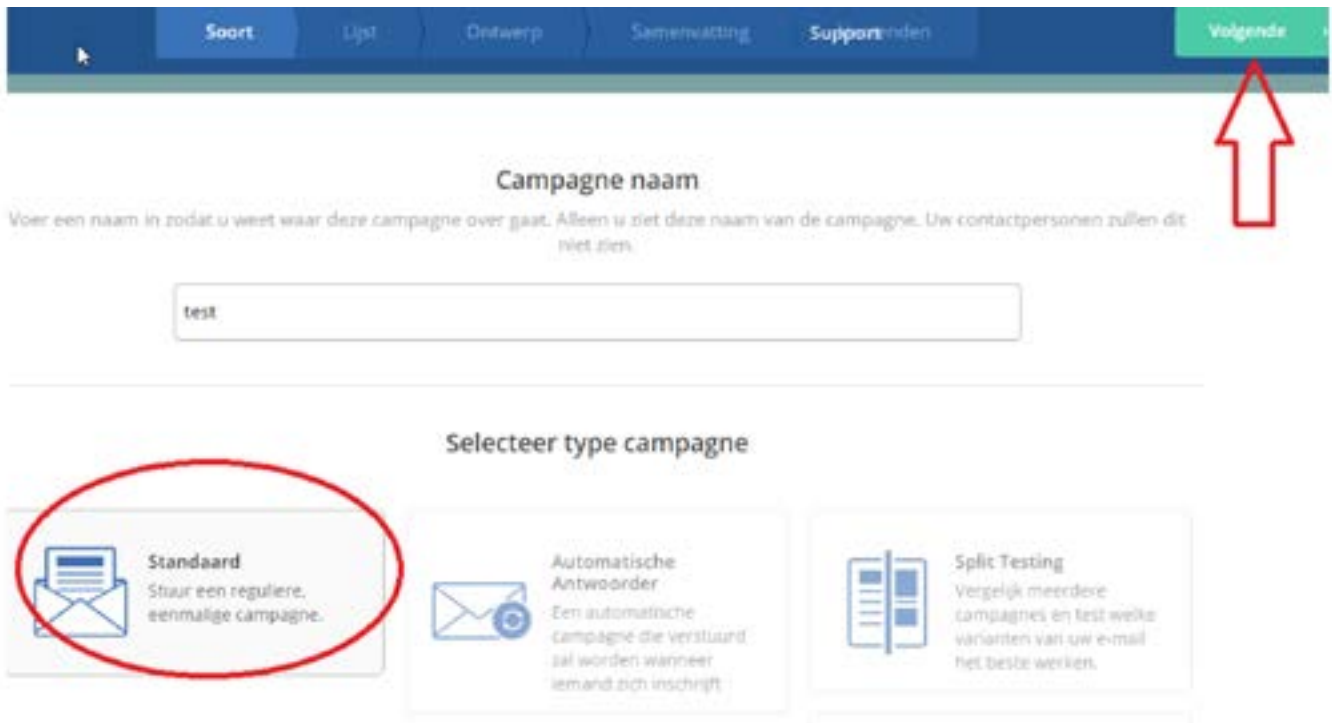 Soort
Lijst
Ontwerp
Samenvatting
Support
Volgende
Campagne naam
Voer een naam in zodat u weet waar deze campagne over gaat. Alleen u ziet deze naam van de campagne. Uw contactpersonen zullen dit
niet zien.
test
Selecteer type campagne
Standaard
Stuur een reguliere,
eenmalige campagne.
Automatische
Antwoorder
Een automatische
campagne die verstuurd
zal worden wanneer
iemand zich inschrijft
Split Testing
Vergelijk meerdere
campagnes en test welke
varianten van uw e-mail
het beste werken.